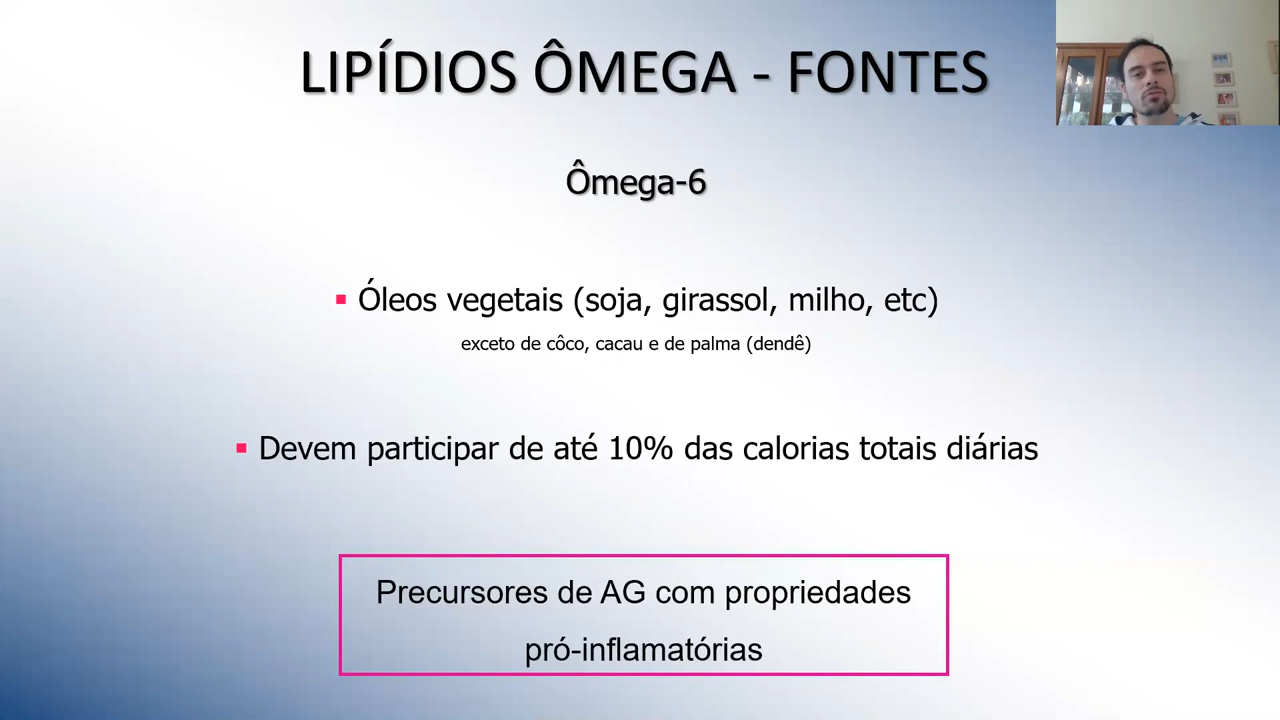 LIPÍDIOS ÔMEGA - FONTES
Ômega-6
▪ Óleos vegetais (soja, girassol, milho, etc)
exceto de côco, cacau e de palma (dendê)
▪ Devem participar de até 10% das calorias totais diárias
Precursores de AG com propriedades
pró-inflamatórias